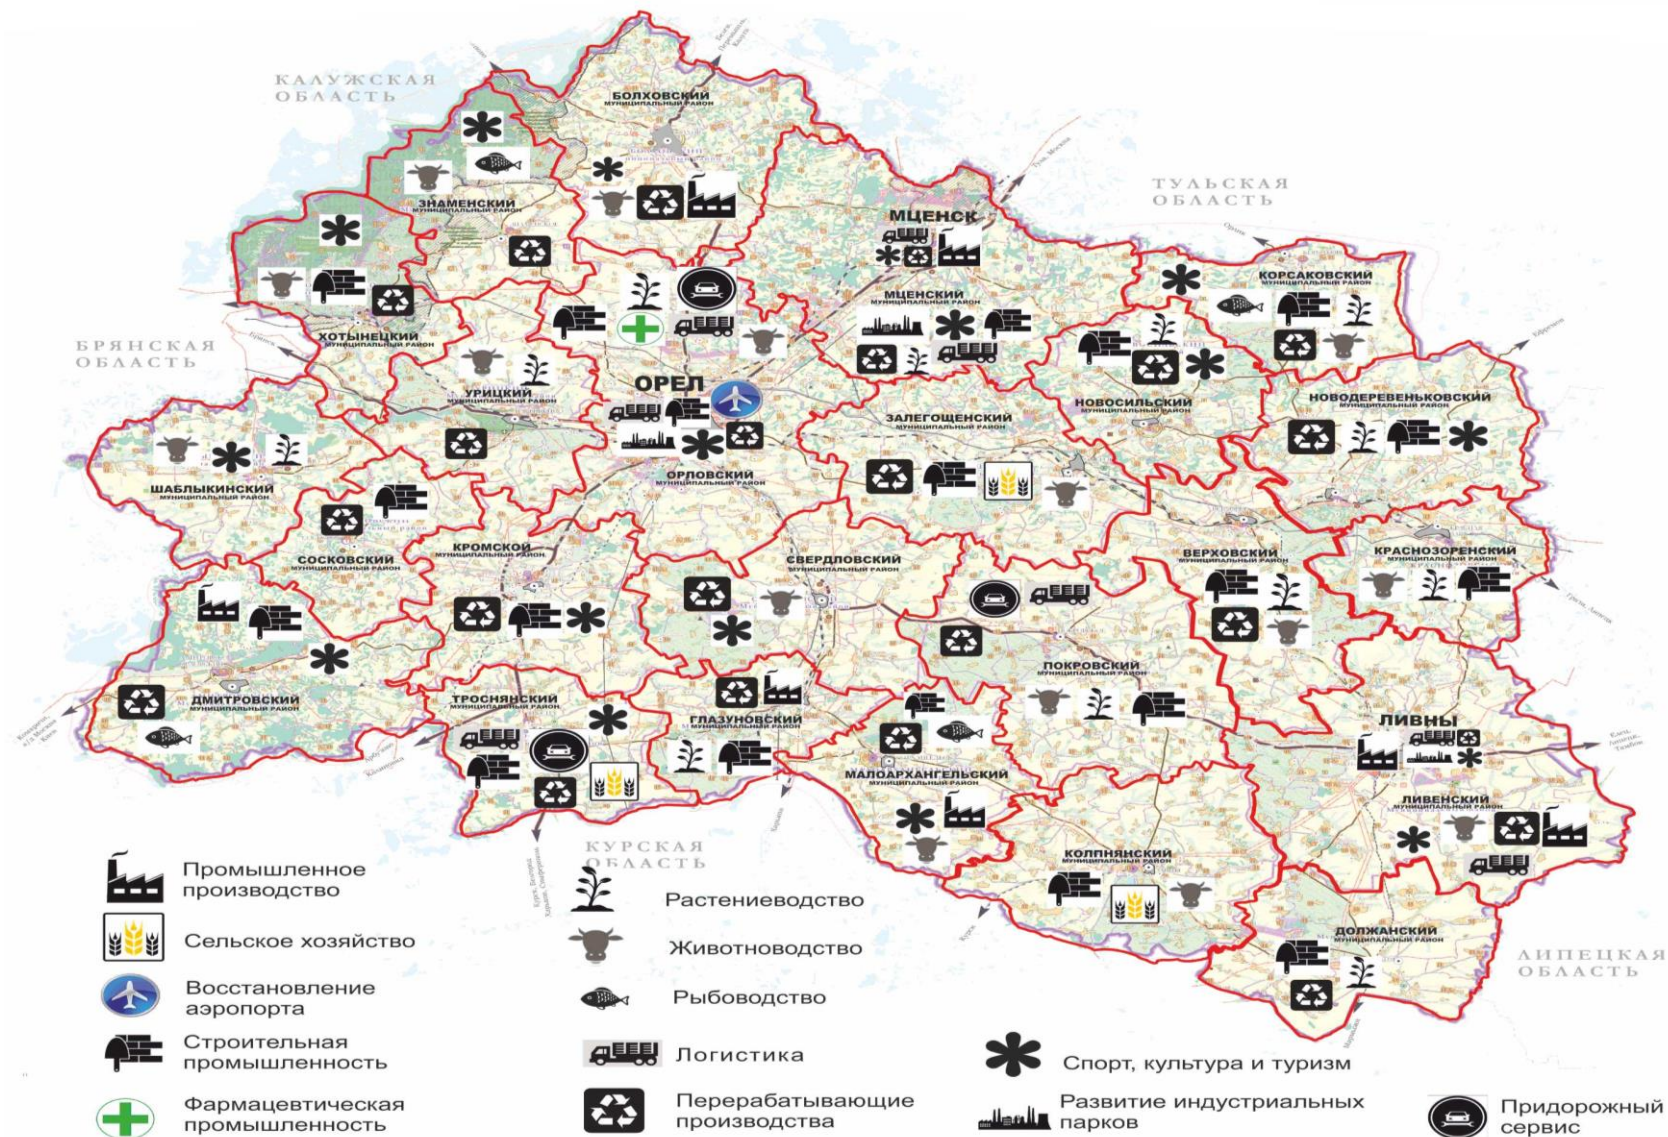 КАЛУЖСКАЯ
ОБЛАСТЬ
БОЛХОВСКИЙ
МУНИЦИПАЛЬНЫЙ РАЙОН
Тула, Москва
ТУЛЬСКАЯ
ОБЛАСТЬ
ЗНАМЕНСКИЙ
МУНИЦИПАЛЬНЫЙ РАЙОН
МЦЕНСК
КОРСАКОВСКИЙ
МУНИЦИПАЛЬНЫЙ РАЙОН
МЦЕНСКИЙ
МУНИЦИПАЛЬНЫЙ РАЙОН
ХОТЫНЕЦКИЙ
МУНИЦИПАЛЬНЫЙ РАЙОН
БРЯНСКАЯ
ОБЛАСТЬ
ОРЕЛ
УРИЦКИЙ
МУНИЦИПАЛЬНЫЙ РАЙОН
ЗАЛЕГОЩЕНСКИЙ
МУНИЦИПАЛЬНЫЙ РАЙОН
НОВОСИЛЬСКИЙ
МУНИЦИПАЛЬНЫЙ РАЙОН
НОВОДЕРЕВЕНЬКОВСКИЙ
МУНИЦИПАЛЬНЫЙ РАЙОН
ОРЛОВСКИЙ
МУНИЦИПАЛЬНЫЙ РАЙОН
ШАБЛЫКИНСКИЙ
МУНИЦИПАЛЬНЫЙ РАЙОН
СОСКОВСКИЙ
МУНИЦИПАЛЬНЫЙ РАЙОН
КРОМСКОЙ
МУНИЦИПАЛЬНЫЙ РАЙОН
СВЕРДЛОВСКИЙ
МУНИЦИПАЛЬНЫЙ РАЙОН
ВЕРХОВСКИЙ
МУНИЦИПАЛЬНЫЙ РАЙОН
КРАСНОЗОРЕНСКИЙ
МУНИЦИПАЛЬНЫЙ РАЙОН
ПОКРОВСКИЙ
МУНИЦИПАЛЬНЫЙ РАЙОН
ДМИТРОВСКИЙ
МУНИЦИПАЛЬНЫЙ РАЙОН
ТРОСНЯНСКИЙ
МУНИЦИПАЛЬНЫЙ РАЙОН
ГЛАЗУНОВСКИЙ
МУНИЦИПАЛЬНЫЙ РАЙОН
ЛИВНЫ
МАЛОАРХАНГЕЛЬСКИЙ
МУНИЦИПАЛЬНЫЙ РАЙОН
ЛИВЕНСКИЙ
МУНИЦИПАЛЬНЫЙ РАЙОН
КУРСКАЯ
ОБЛАСТЬ
КОЛПНЯНСКИЙ
МУНИЦИПАЛЬНЫЙ РАЙОН
ДОЛЖАНСКИЙ
МУНИЦИПАЛЬНЫЙ РАЙОН
ЛИПЕЦКАЯ
ОБЛАСТЬ
Промышленное
производство
Сельское хозяйство
Восстановление
аэропорта
Строительная
промышленность
Фармацевтическая
промышленность
Растениеводство
Животноводство
Рыбоводство
Логистика
Перерабатывающие
производства
Спорт, культура и туризм
Развитие индустриальных
парков
Придорожный
сервис